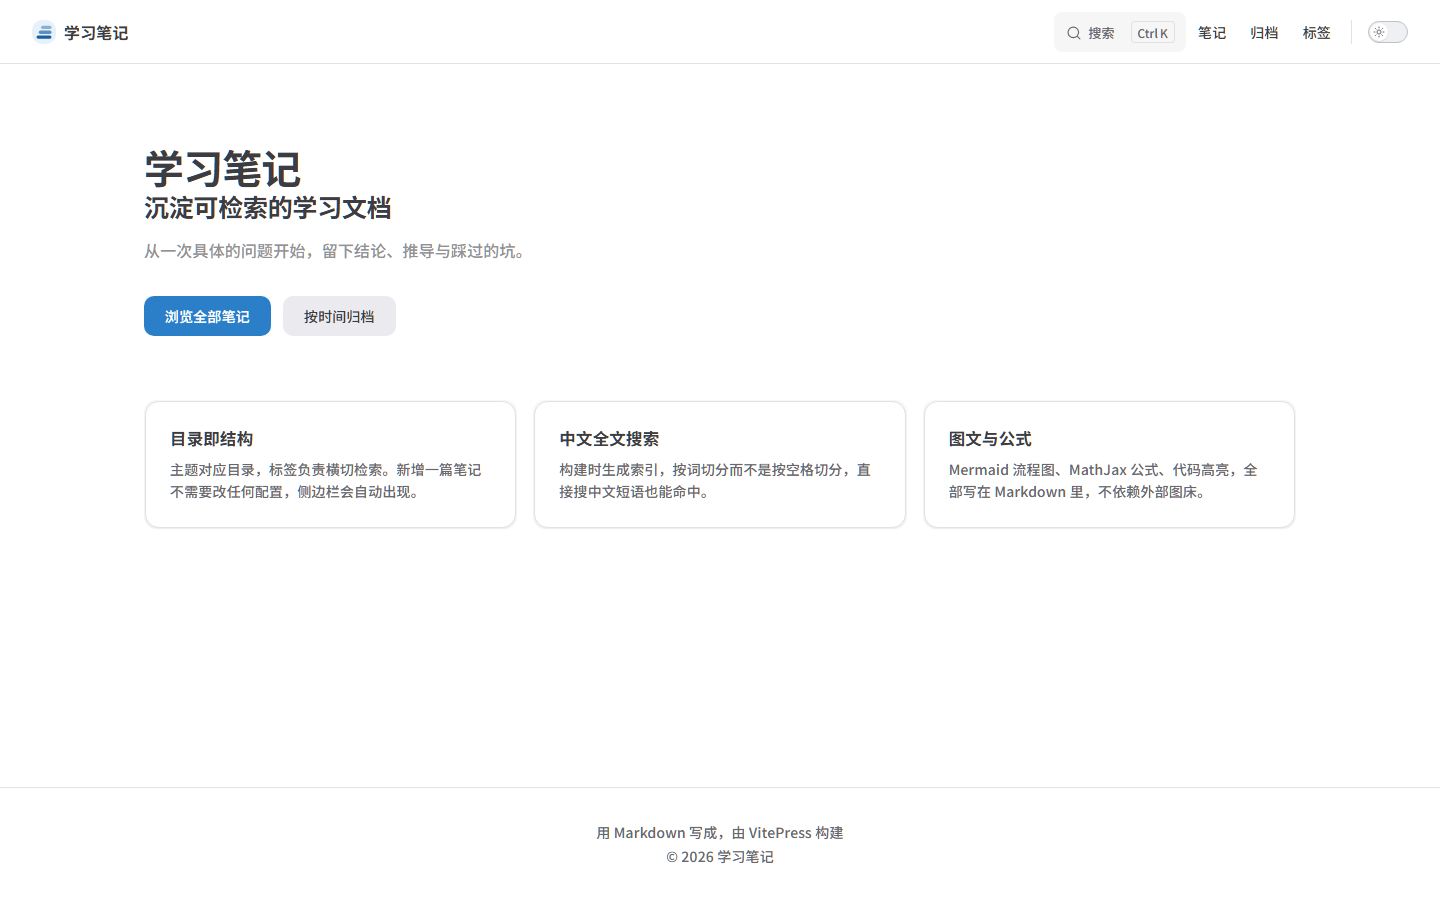 学习笔记
搜索 Ctrl K 笔记 归档 标签
学习笔记
沉淀可检索的学习文档
从一次具体的问题开始，留下结论、推导与踩过的坑。
浏览全部笔记 按时间归档
目录即结构
主题对应目录，标签负责横切检索。新增一篇笔记
不需要改任何配置，侧边栏会自动出现。
中文全文搜索
构建时生成索引，按词切分而不是按空格切分，直
接搜中文短语也能命中。
图文与公式
Mermaid 流程图、MathJax 公式、代码高亮，全
部写在 Markdown 里，不依赖外部图床。
用 Markdown 写成，由 VitePress 构建
© 2026 学习笔记